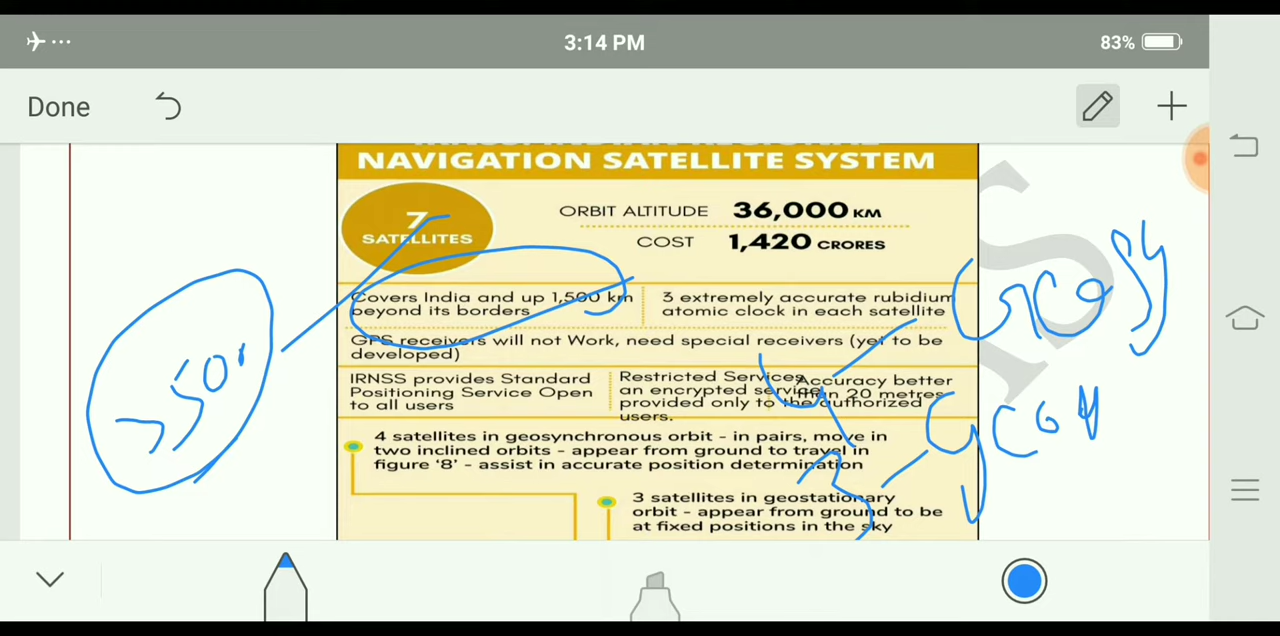 3:14 PM
83%
Done
NAVIGATION SATELLITE SYSTEM
7
SATELLITES
ORBIT ALTITUDE 36,000 KM
COST 1,420 CRORES
Covers India and up 1,500 km
beyond its borders
3 extremely accurate rubidium
atomic clock in each satellite
GPS receivers will not Work, need special receivers (yet to be
developed)
IRNSS provides Standard
Positioning Service Open
to all users
Restricted Services
an encrypted service
provided only to the authorized
users.
Accuracy better
than 20 metres
4 satellites in geosynchronous orbit - in pairs, move in
two inclined orbits - appear from ground to travel in
figure ‘8’ - assist in accurate position determination
3 satellites in geostationary
orbit - appear from ground to be
at fixed positions in the sky
4
3